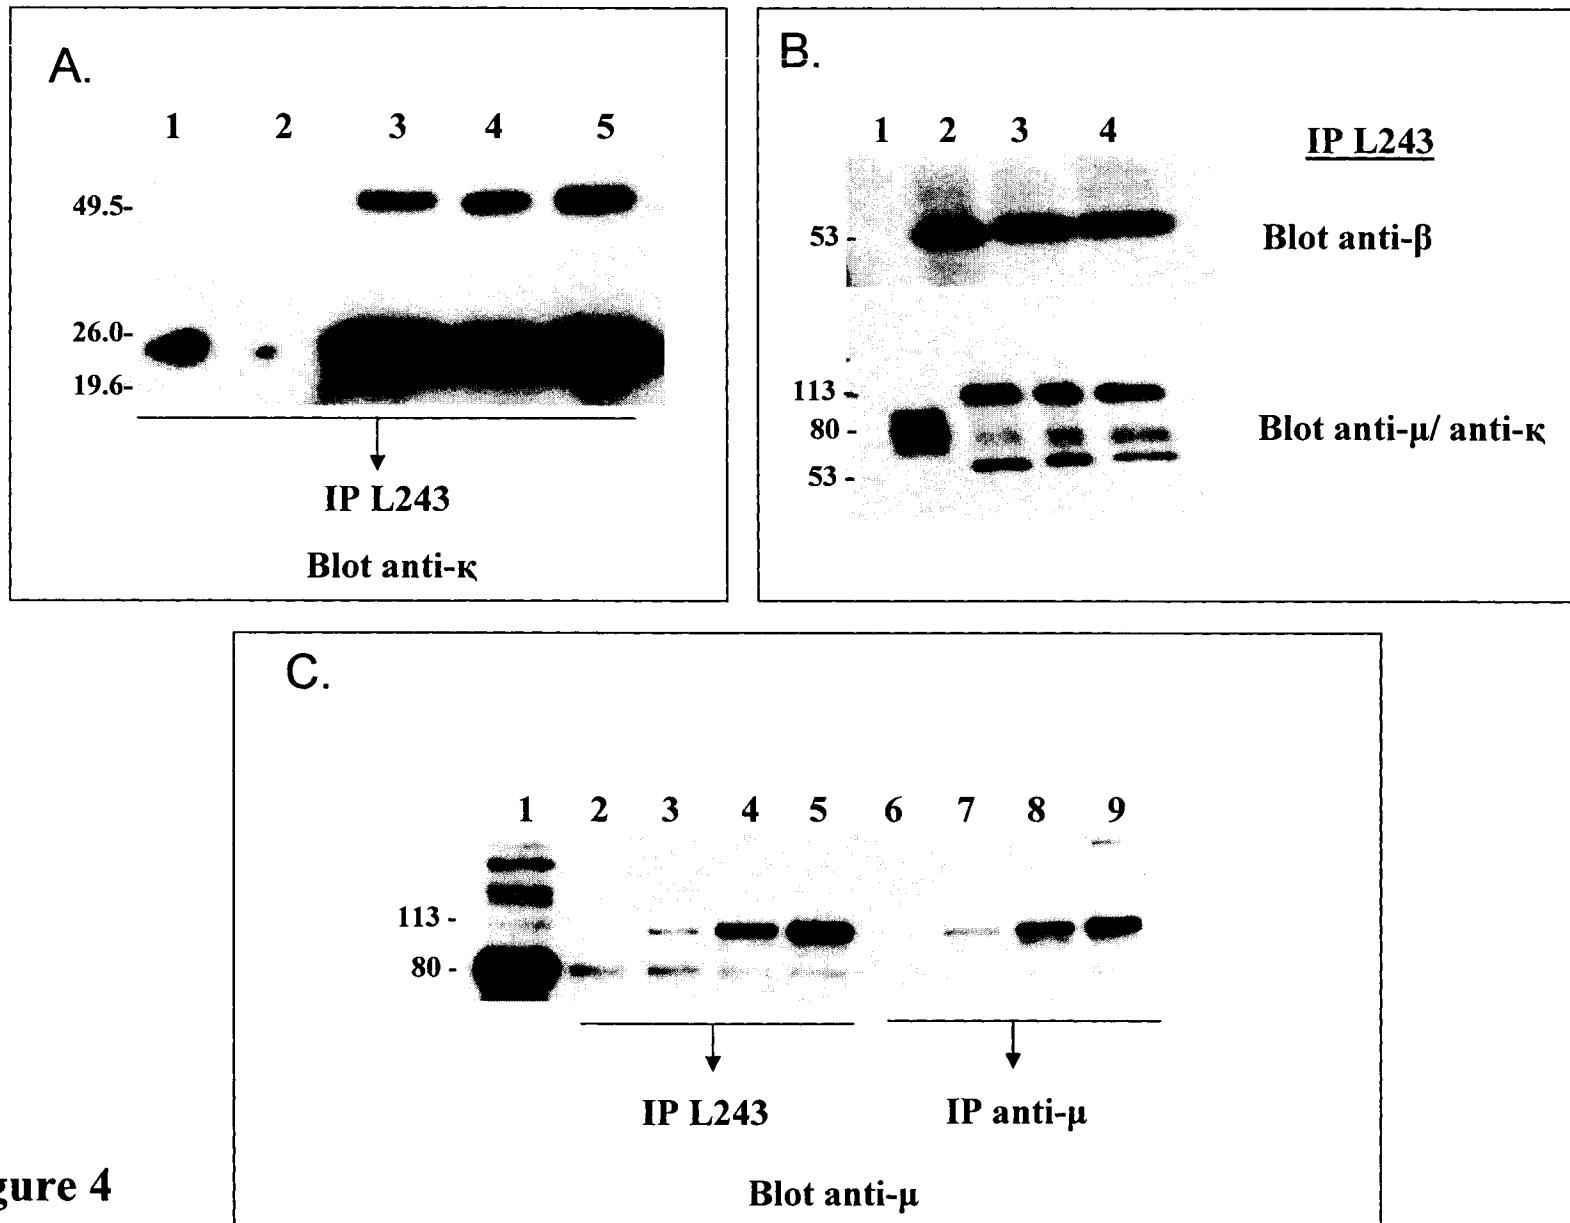 A.
1 2 3 4 5
49.5-
26.0-
19.6-
IP L243
Blot anti-κ
B.
1 2 3 4
IP L243
53 -
Blot anti-β
113 -
80 -
53 -
Blot anti-μ/ anti-κ
C.
1 2 3 4 5 6 7 8 9
113 -
80 -
IP L243
IP anti-μ
Blot anti-μ
gure 4